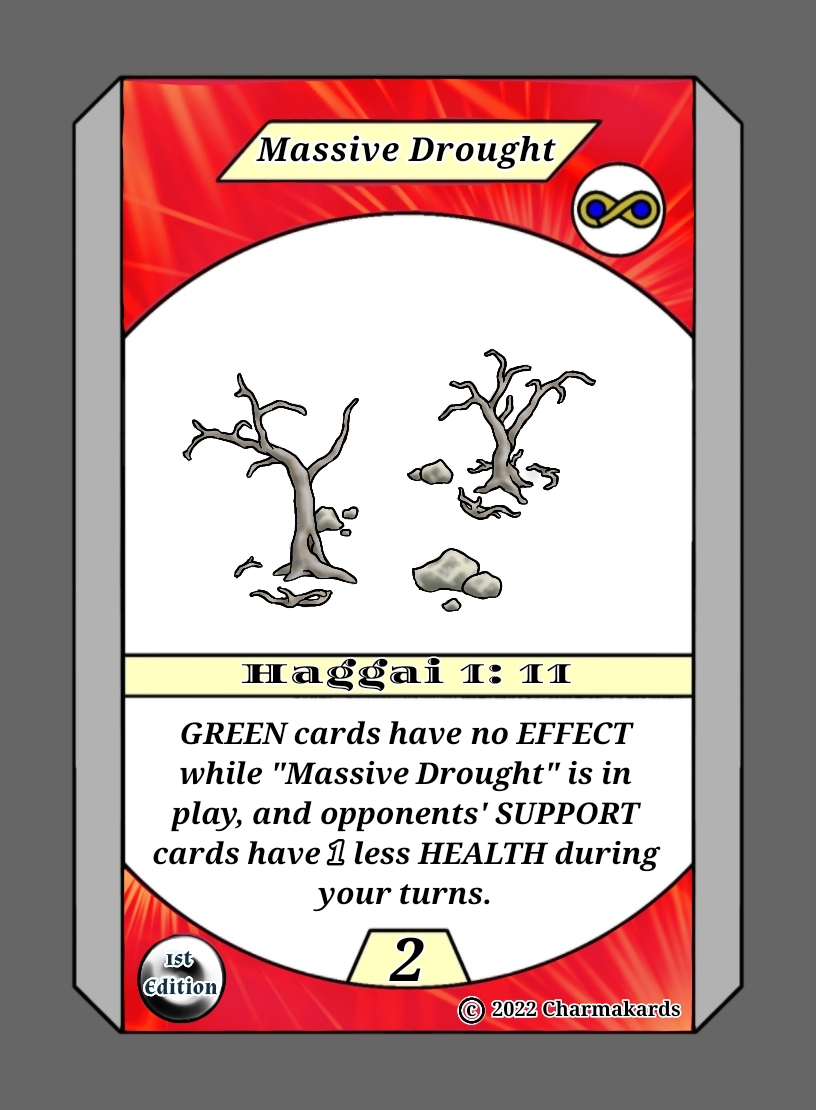 Massive Drought
Haggai 1: 11
GREEN cards have no EFFECT
while "Massive Drought" is in
play, and opponents' SUPPORT
cards have 1 less HEALTH during
your turns.
2
1st
Edition
© 2022 Charmakards